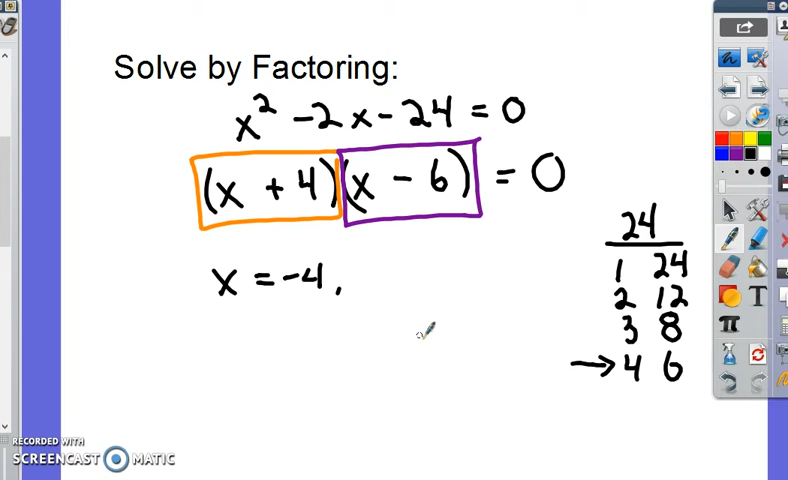 Solve by Factoring:
x² -2x - 24 = 0
(x + 4)(x - 6) = 0
x = -4,
24
1 24
2 12
3 8
→ 4 6
RECORDED WITH
SCREENCAST MATIC